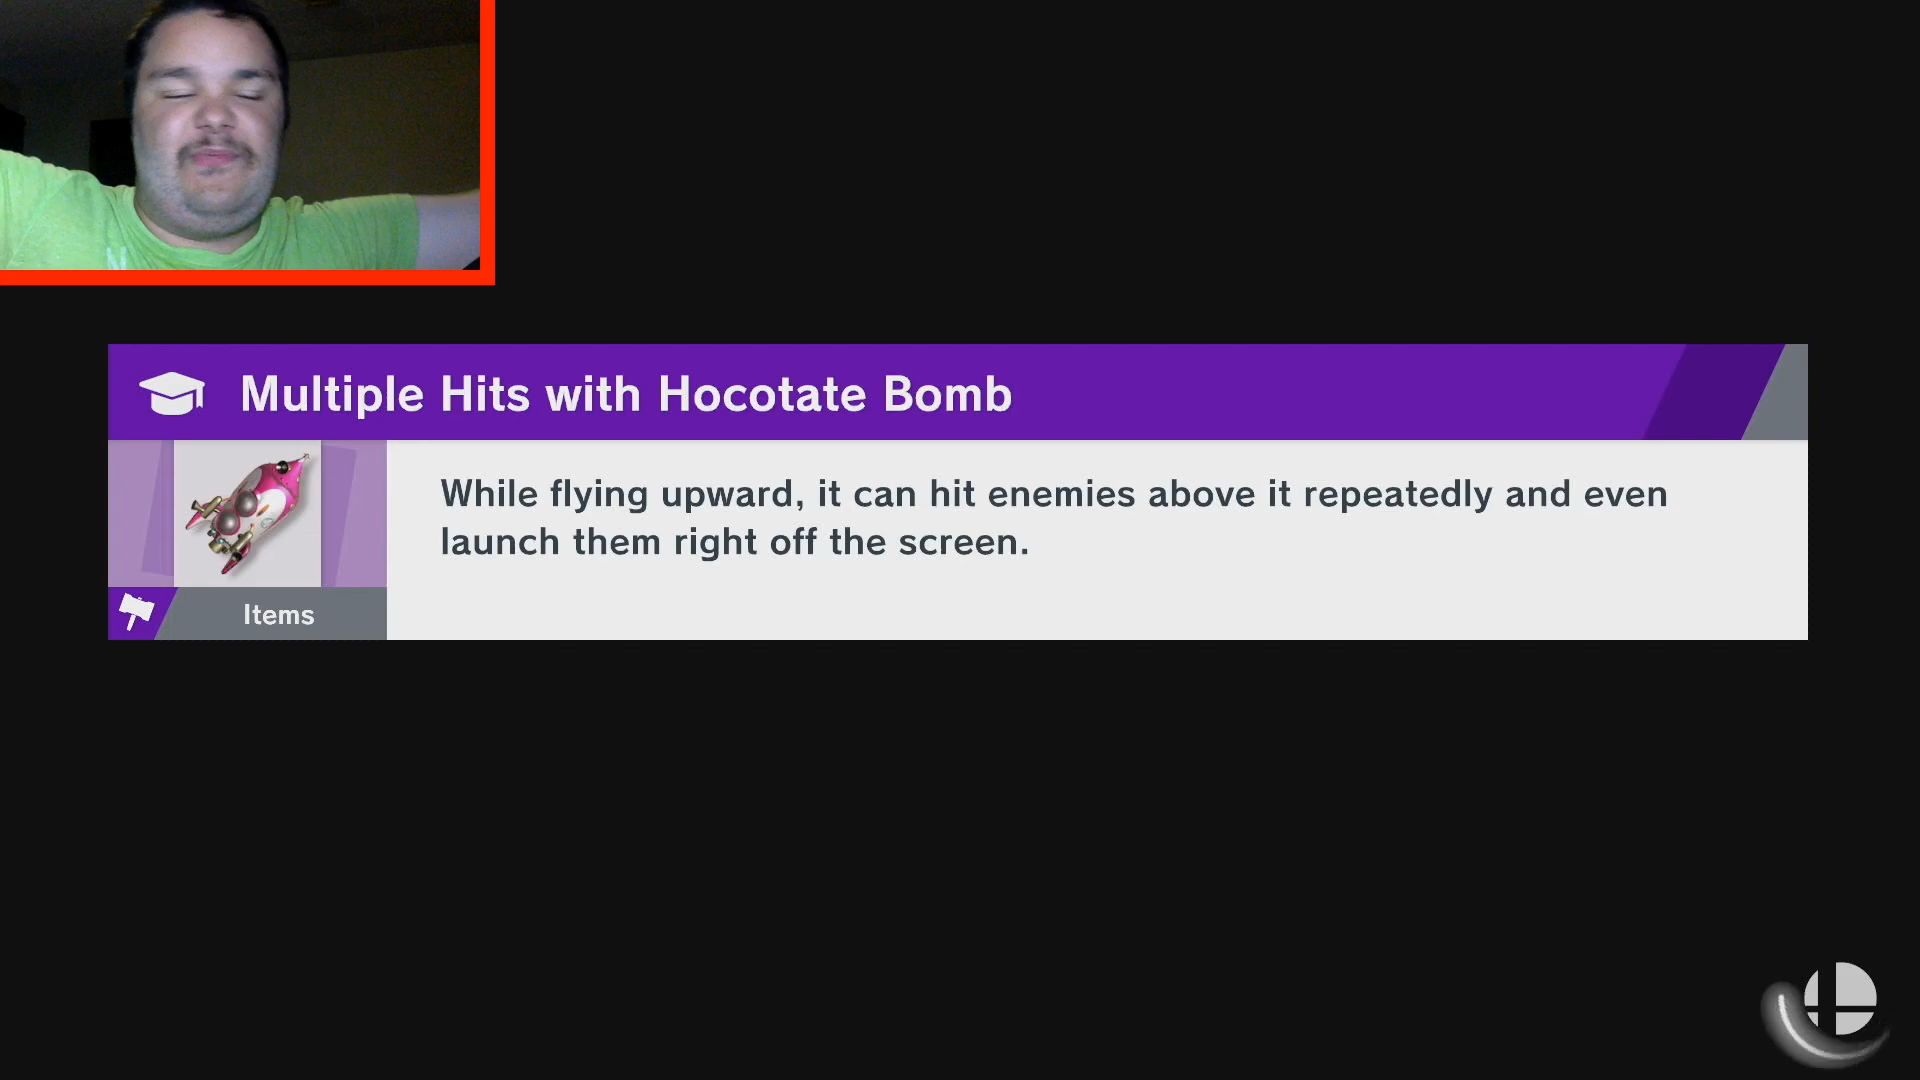 Multiple Hits with Hocotate Bomb
While flying upward, it can hit enemies above it repeatedly and even
launch them right off the screen.
Items